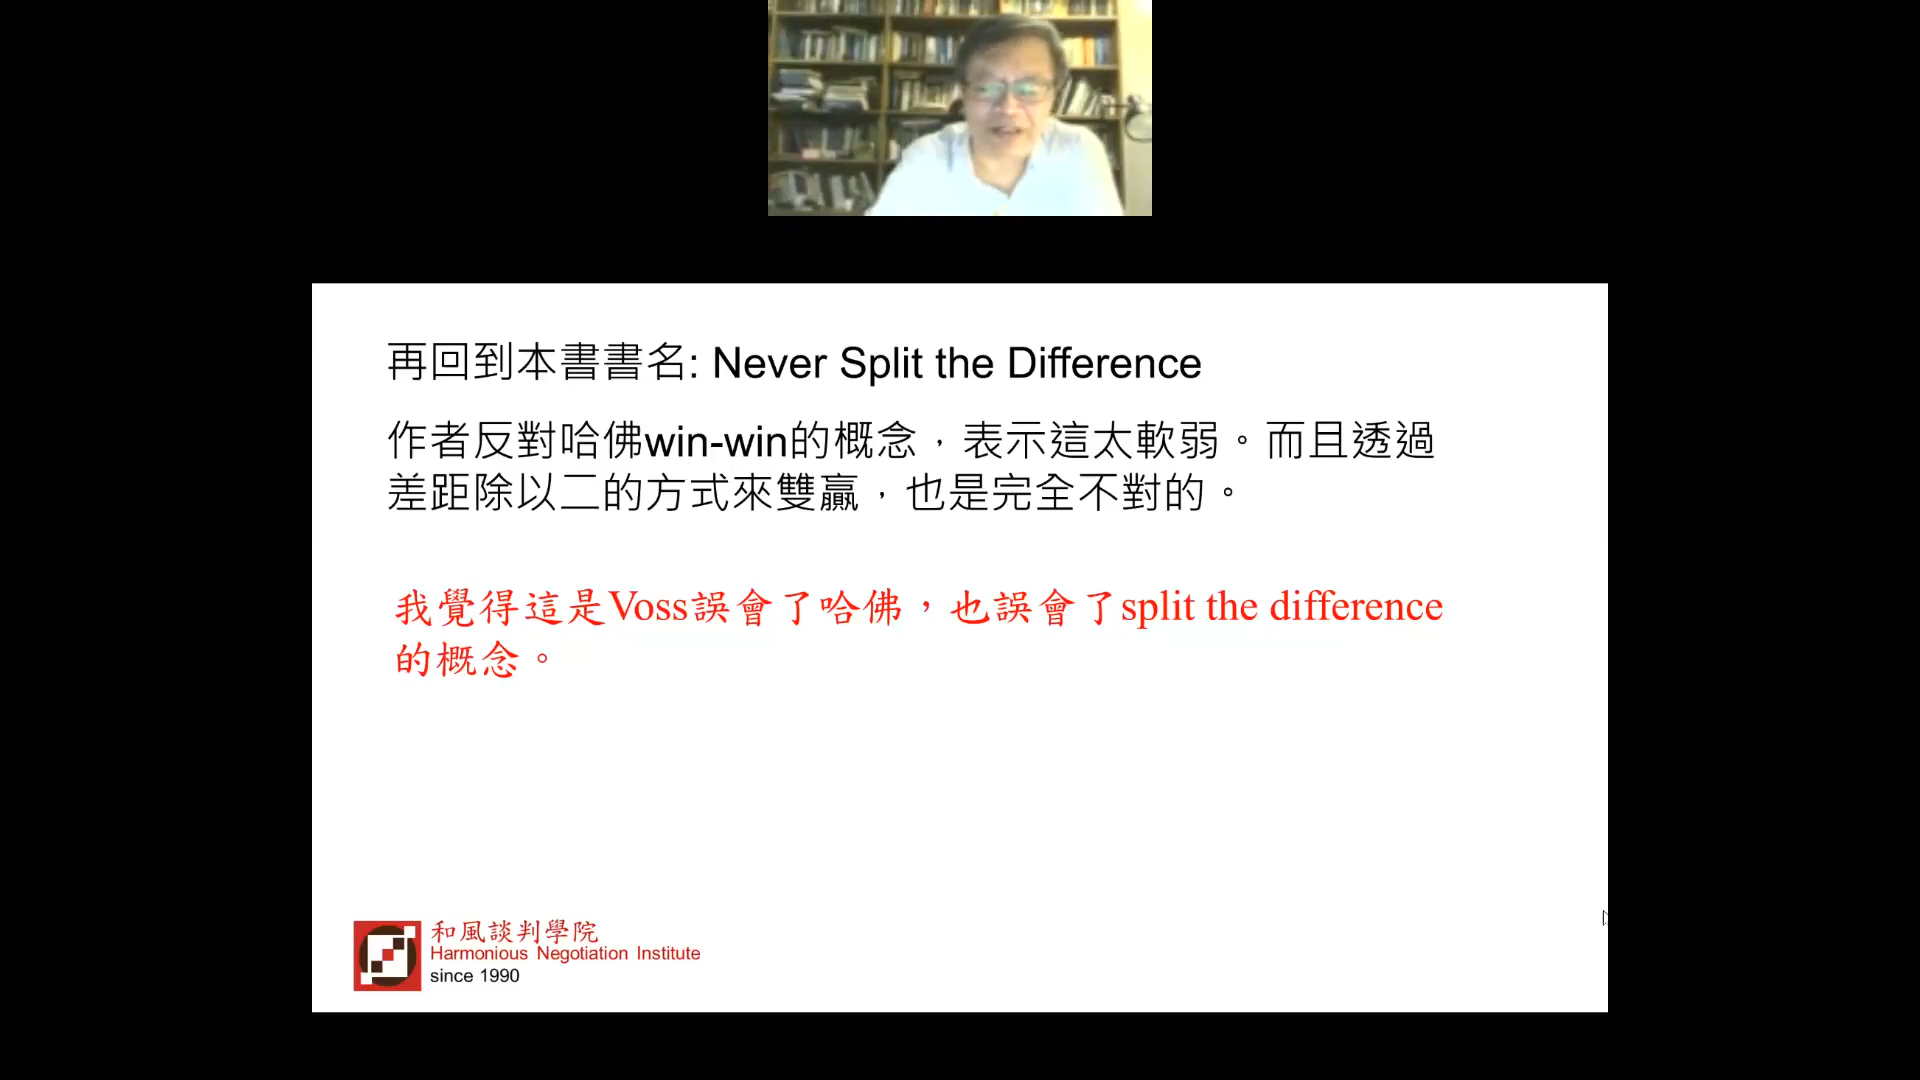 再回到本書書名: Never Split the Difference
作者反對哈佛win-win的概念，表示這太軟弱。而且透過
差距除以二的方式來雙贏，也是完全不對的。
我覺得這是Voss誤會了哈佛，也誤會了split the difference
的概念。
和風談判學院
Harmonious Negotiation Institute
since 1990